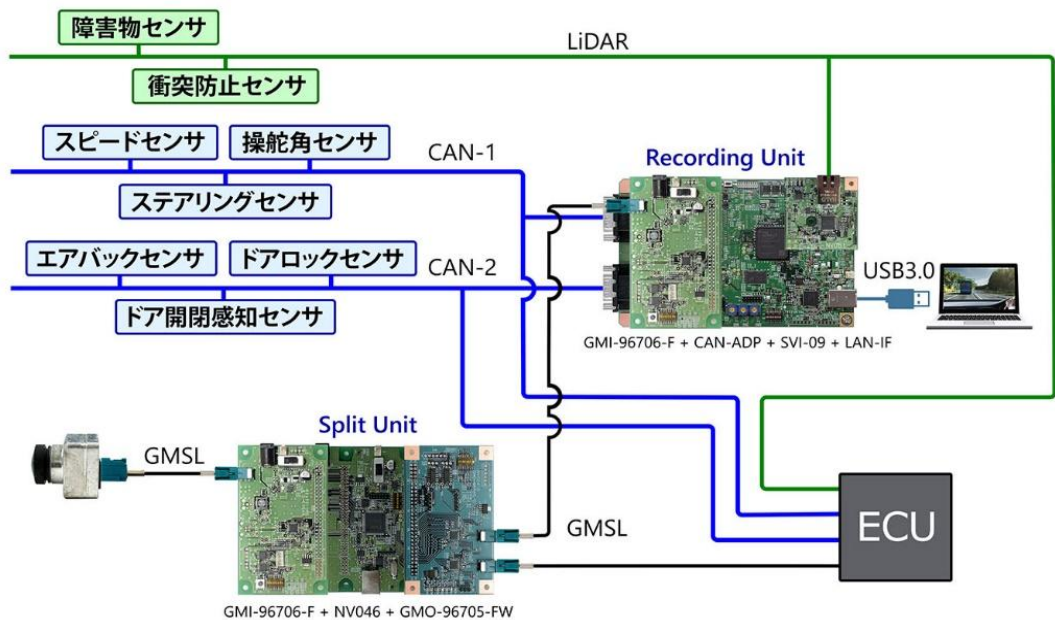 障害物センサ
LiDAR
衝突防止センサ
スピードセンサ
操舵角センサ
CAN-1
ステアリングセンサ
Recording Unit
エアバックセンサ
ドアロックセンサ
CAN-2
ドア開閉感知センサ
USB3.0
GMI-96706-F + CAN-ADP + SVI-09 + LAN-IF
Split Unit
GMSL
GMSL
ECU
GMI-96706-F + NV046 + GMO-96705-FW